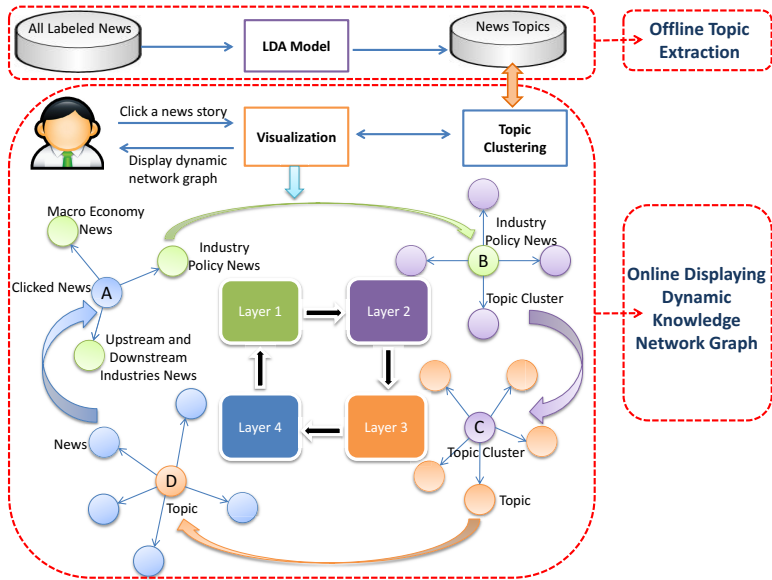 All Labeled News
LDA Model
News Topics
Offline Topic
Extraction
Click a news story
Display dynamic
network graph
Visualization
Topic
Clustering
Macro Economy
News
Industry
Policy News
Clicked News
A
Upstream and
Downstream
Industries News
Industry
Policy News
B
Topic Cluster
Layer 1
Layer 2
Layer 4
Layer 3
Online Displaying
Dynamic
Knowledge
Network Graph
News
D
Topic
C
Topic Cluster
Topic